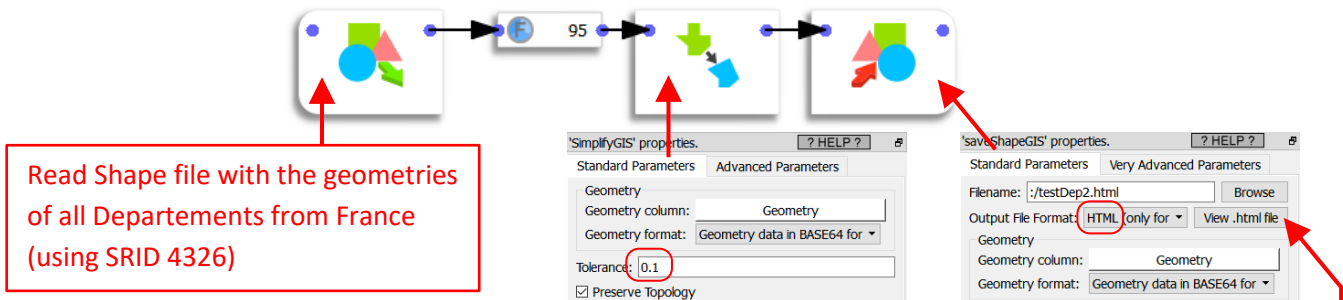 F 95
Read Shape file with the geometries
of all Departements from France
(using SRID 4326)
'SimplifyGIS' properties. ? HELP ?
Standard Parameters Advanced Parameters
Geometry
Geometry column: Geometry
Geometry format: Geometry data in BASE64 for
Tolerance: 0.1
Preserve Topology
'saveShapeGIS' properties. ? HELP ?
Standard Parameters Very Advanced Parameters
Filename: :/testDep2.html Browse
Output File Format: HTML (only for View .html file
Geometry
Geometry column: Geometry
Geometry format: Geometry data in BASE64 for